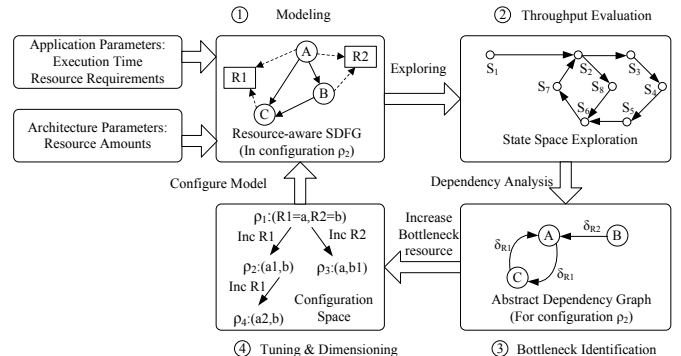 ① Modeling
② Throughput Evaluation
Application Parameters:
Execution Time
Resource Requirements
Architecture Parameters:
Resource Amounts
R1
A
R2
B
C
Resource-aware SDFG
(In configuration ρ₂)
Exploring
S₁
S₂
S₃
S₇
S₈
S₄
S₆
S₅
State Space Exploration
Configure Model
Dependency Analysis
ρ₁:(R1=a,R2=b)
Inc R1
Inc R2
ρ₂:(a1,b)
ρ₃:(a,b1)
Inc R1
ρ₄:(a2,b)
Configuration
Space
Increase
Bottleneck
resource
A
B
C
δR1
δR2
δR1
Abstract Dependency Graph
(For configuration ρ₂)
④ Tuning & Dimensioning
③ Bottleneck Identification